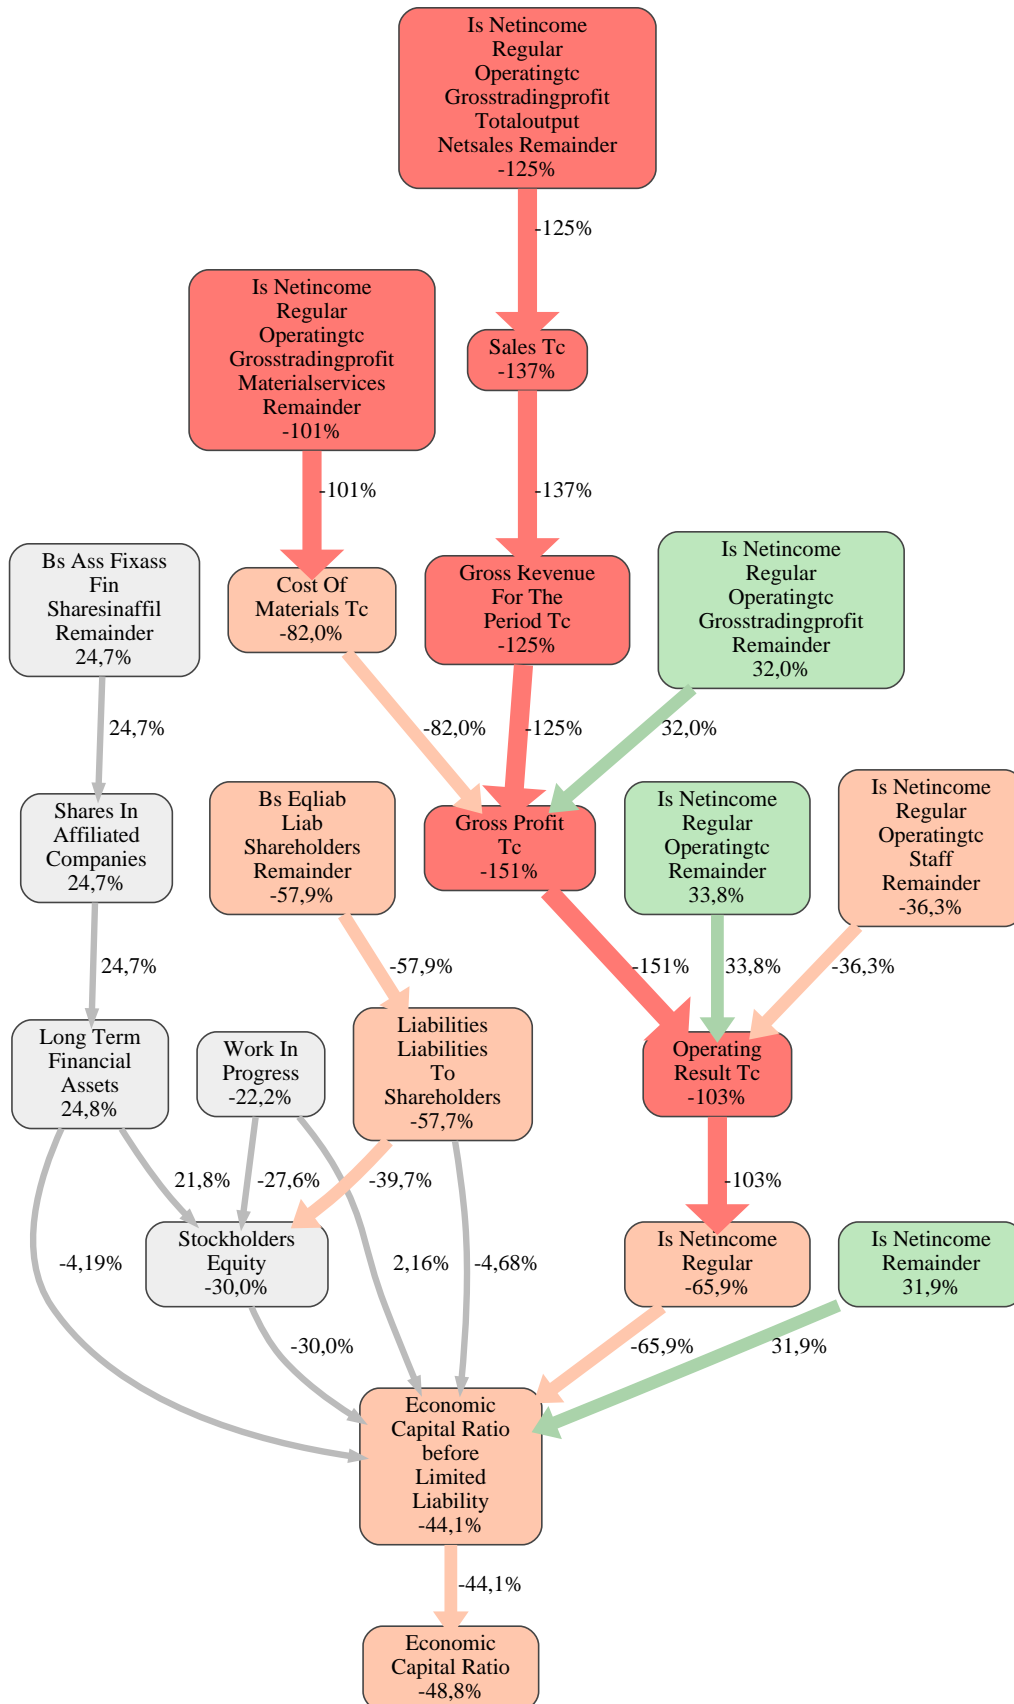 Is Netincome
Regular
Operatingtc
Grosstradingprofit
Totaloutput
Netsales Remainder
-125%
-125%
Is Netincome
Regular
Operatingtc
Grosstradingprofit
Materialservices
Remainder
-101%
Sales Tc
-137%
-101%
-137%
Bs Ass Fixass
Fin
Sharesinaffil
Remainder
24,7%
Cost Of
Materials Tc
-82,0%
Gross Revenue
For The
Period Tc
-125%
Is Netincome
Regular
Operatingtc
Grosstradingprofit
Remainder
32,0%
24,7%
-82,0%
-125%
32,0%
Shares In
Affiliated
Companies
24,7%
Bs Eqliab
Liab
Shareholders
Remainder
-57,9%
Gross Profit
Tc
-151%
Is Netincome
Regular
Operatingtc
Remainder
33,8%
Is Netincome
Regular
Operatingtc
Staff
Remainder
-36,3%
24,7%
-57,9%
-151%
33,8%
-36,3%
Long Term
Financial
Assets
24,8%
Work In
Progress
-22,2%
Liabilities
Liabilities
To
Shareholders
-57,7%
Operating
Result Tc
-103%
21,8%
-27,6%
-39,7%
-103%
Stockholders
Equity
-30,0%
Is Netincome
Regular
-65,9%
Is Netincome
Remainder
31,9%
-4,19%
2,16%
-4,68%
-30,0%
-65,9%
31,9%
Economic
Capital Ratio
before
Limited
Liability
-44,1%
-44,1%
Economic
Capital Ratio
-48,8%